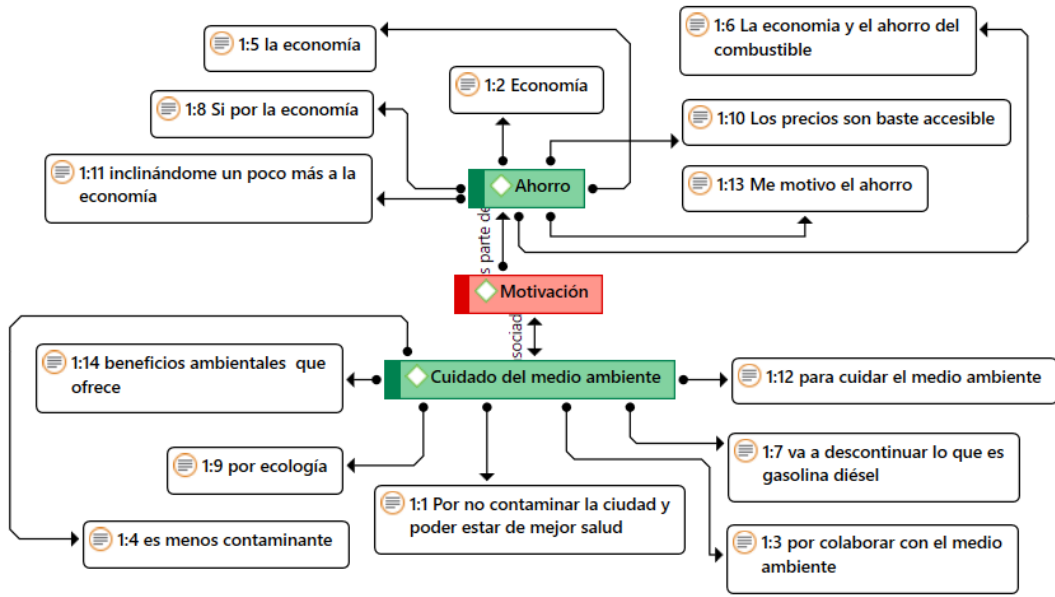 1:6 La economia y el ahorro del
combustible
1:5 la economía
1:2 Economía
1:8 Si por la economía
1:10 Los precios son baste accesible
1:11 inclinándome un poco más a la
economía
Ahorro
1:13 Me motivo el ahorro
s parte de
Motivación
sociad
1:14 beneficios ambientales que
ofrece
Cuidado del medio ambiente
1:12 para cuidar el medio ambiente
1:9 por ecología
1:7 va a descontinuar lo que es
gasolina diésel
1:1 Por no contaminar la ciudad y
poder estar de mejor salud
1:4 es menos contaminante
1:3 por colaborar con el medio
ambiente